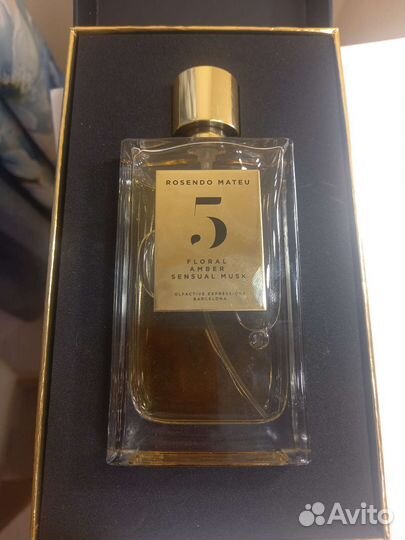 ROSENDO MATEU
5
FLORAL
AMBER
SENSUAL MUSK
OLFACTIVE EXPRESSIONS
BARCELONA
Avito